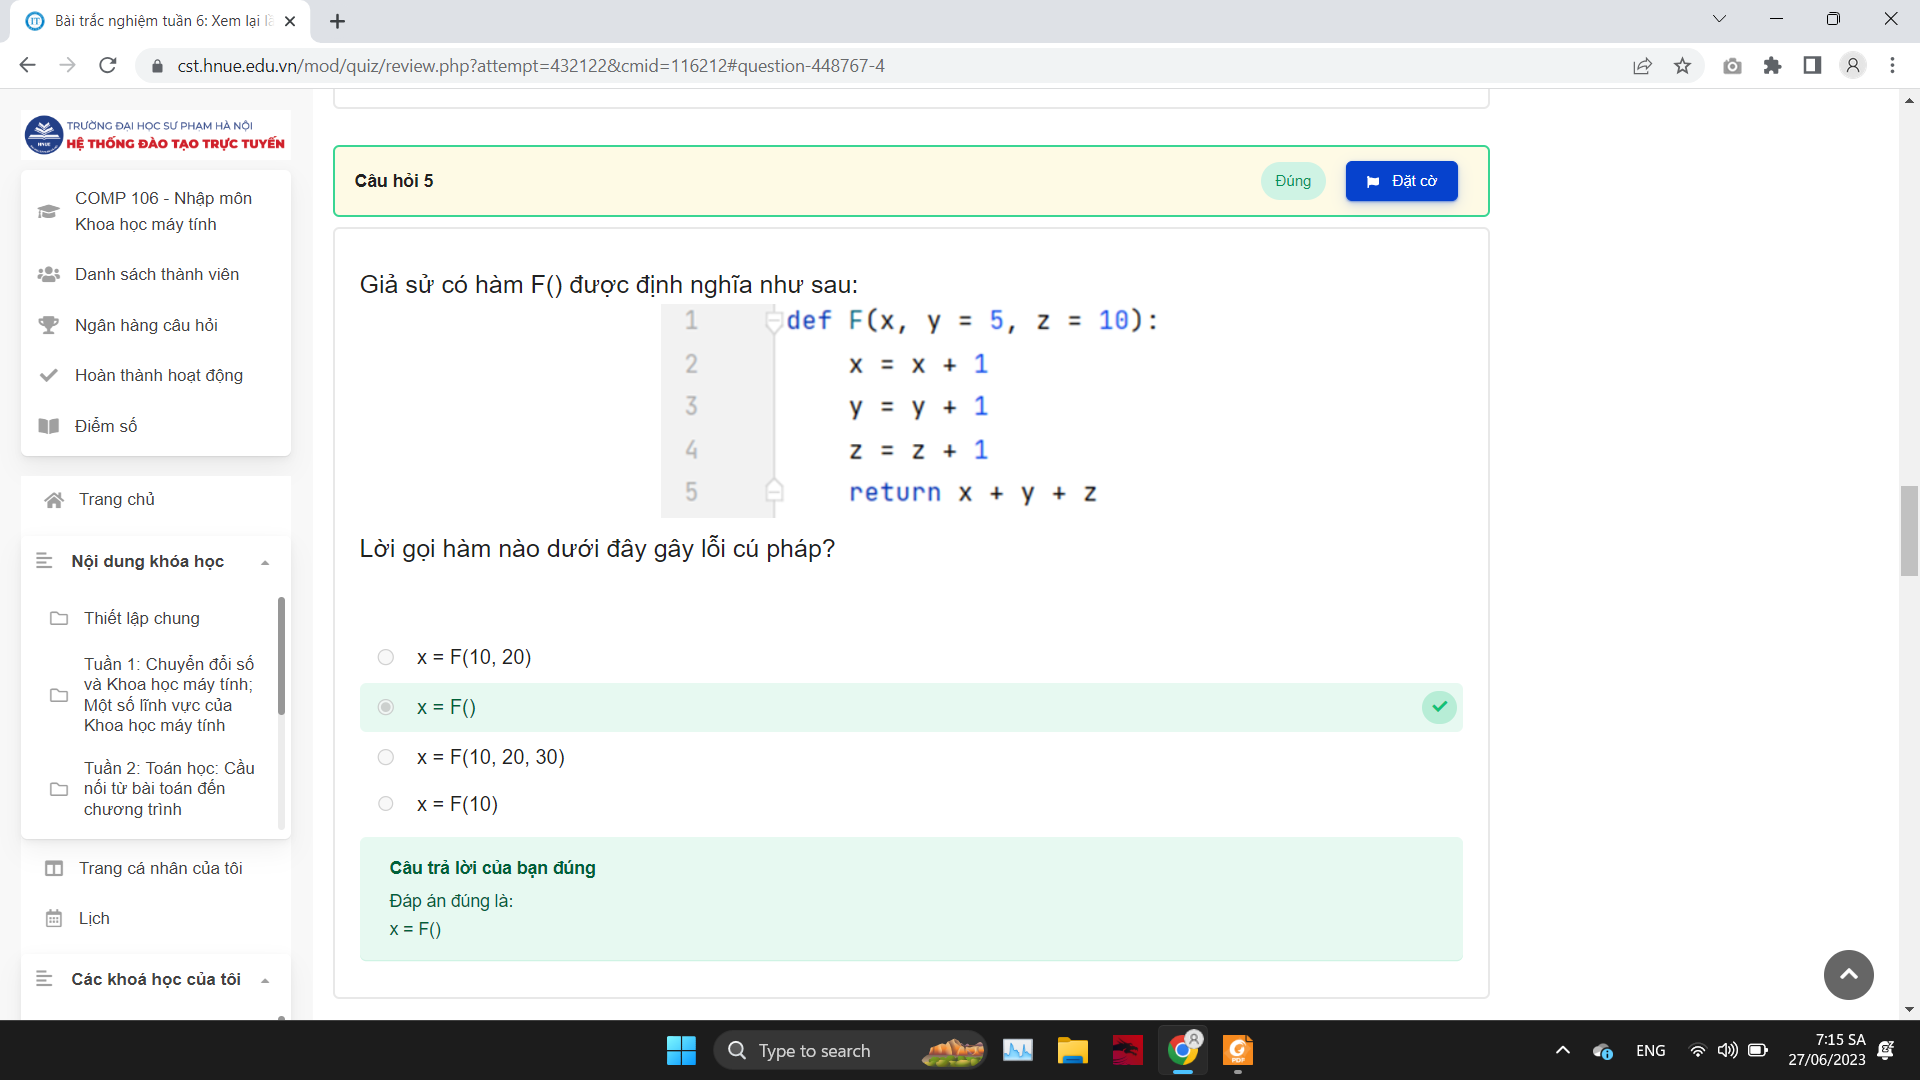 Bài trắc nghiệm tuần 6: Xem lại lầ
cst.hnue.edu.vn/mod/quiz/review.php?attempt=432122&cmid=116212#question-448767-4
TRƯỜNG ĐẠI HỌC SƯ PHẠM HÀ NỘI
HỆ THỐNG ĐÀO TẠO TRỰC TUYẾN
COMP 106 - Nhập môn
Khoa học máy tính
Danh sách thành viên
Ngân hàng câu hỏi
Hoàn thành hoạt động
Điểm số
Trang chủ
Nội dung khóa học
Thiết lập chung
Tuần 1: Chuyển đổi số
và Khoa học máy tính;
Một số lĩnh vực của
Khoa học máy tính
Tuần 2: Toán học: Cầu
nối từ bài toán đến
chương trình
Trang cá nhân của tôi
Lịch
Các khoá học của tôi
Câu hỏi 5
Đúng
Đặt cờ
Giả sử có hàm F() được định nghĩa như sau:
1 def F(x, y = 5, z = 10):
2 x = x + 1
3 y = y + 1
4 z = z + 1
5 return x + y + z
Lời gọi hàm nào dưới đây gây lỗi cú pháp?
x = F(10, 20)
x = F()
x = F(10, 20, 30)
x = F(10)
Câu trả lời của bạn đúng
Đáp án đúng là:
x = F()
Type to search
ENG
7:15 SA
27/06/2023